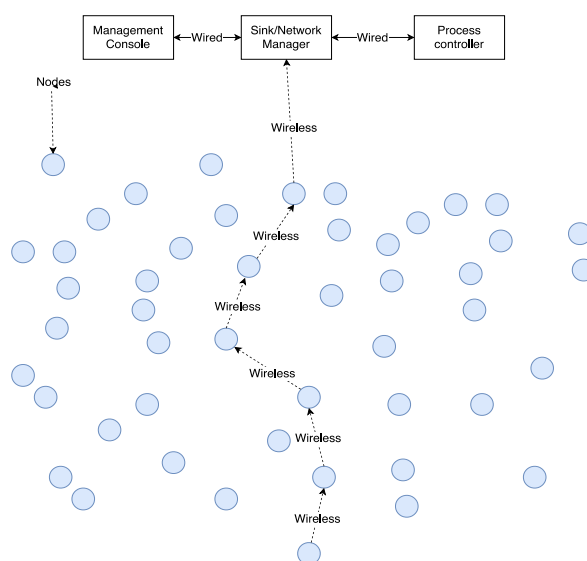 Management
Console
Wired
Sink/Network
Manager
Wired
Process
controller
Nodes
Wireless
Wireless
Wireless
Wireless
Wireless
Wireless